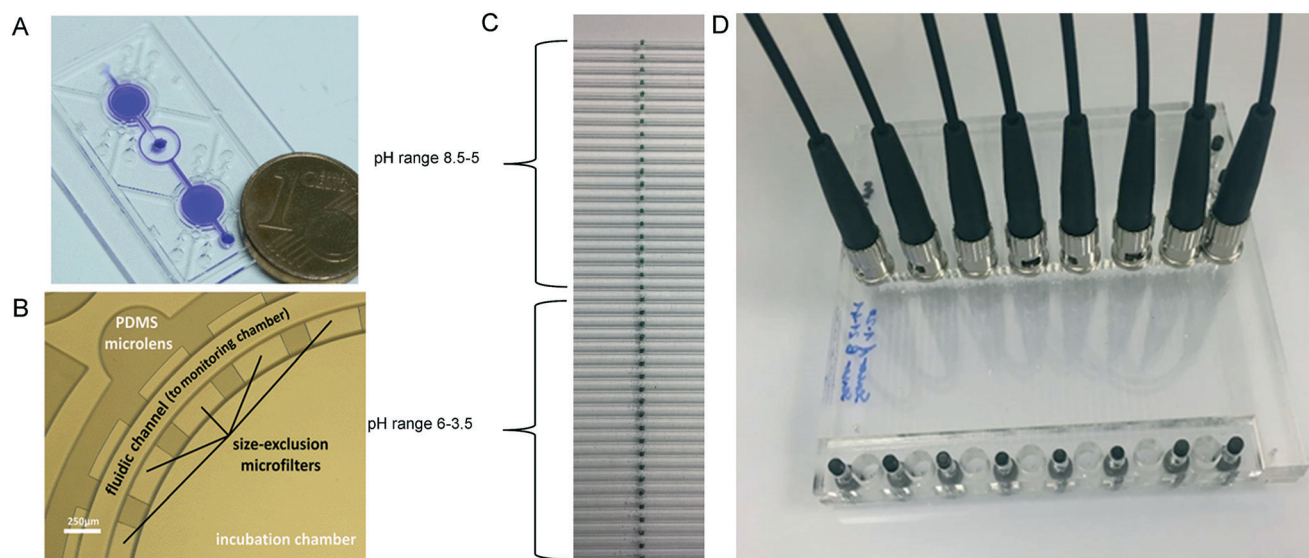 A
B
PDMS
microlens
fluidic channel (to monitoring chamber)
size-exclusion
microfilters
250µm
incubation chamber
C
pH range 8.5-5
pH range 6-3.5
D
1